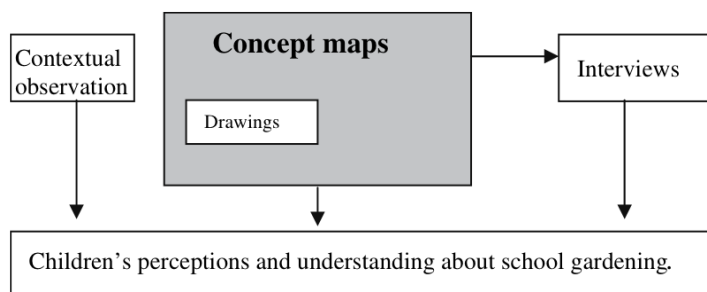 Contextual
observation
Concept maps
Drawings
Interviews
Children’s perceptions and understanding about school gardening.